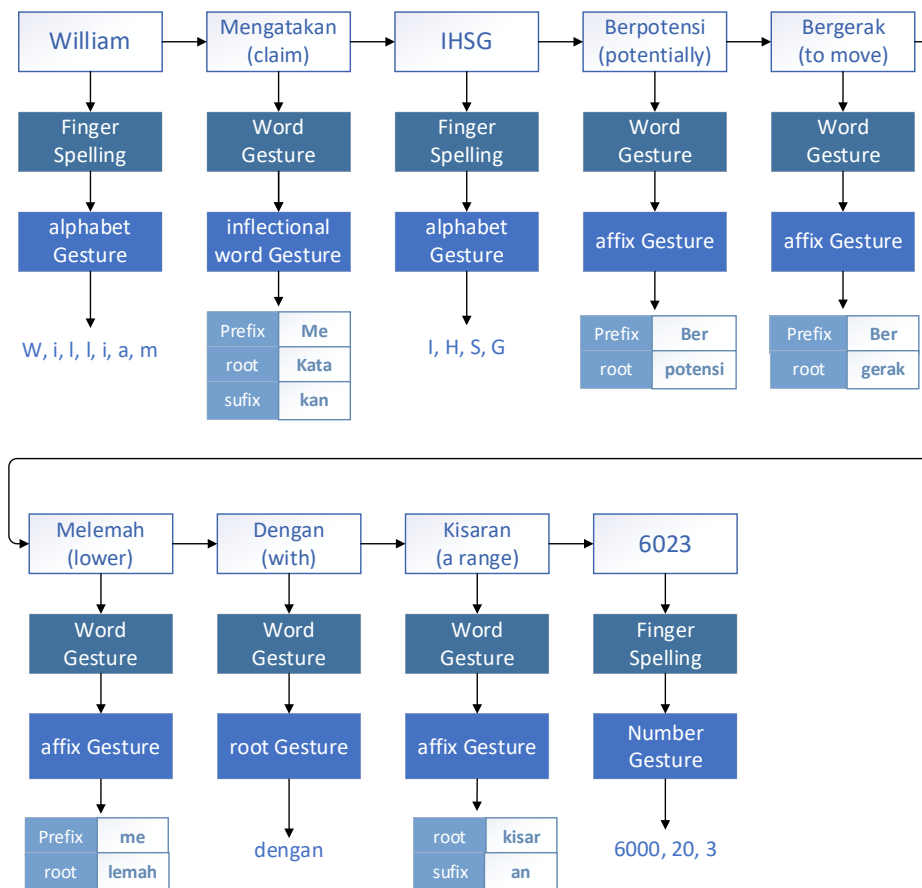 William
Mengatakan
(claim)
IHSG
Berpotensi
(potentially)
Bergerak
(to move)
Finger
Spelling
Word
Gesture
Finger
Spelling
Word
Gesture
Word
Gesture
alphabet
Gesture
inflectional
word Gesture
alphabet
Gesture
affix Gesture
affix Gesture
W, i, l, l, i, a, m
Prefix Me
root Kata
sufix kan
I, H, S, G
Prefix Ber
root potensi
Prefix Ber
root gerak
Melemah
(lower)
Dengan
(with)
Kisaran
(a range)
6023
Word
Gesture
Word
Gesture
Word
Gesture
Finger
Spelling
affix Gesture
root Gesture
affix Gesture
Number
Gesture
Prefix me
root lemah
dengan
root kisar
sufix an
6000, 20, 3